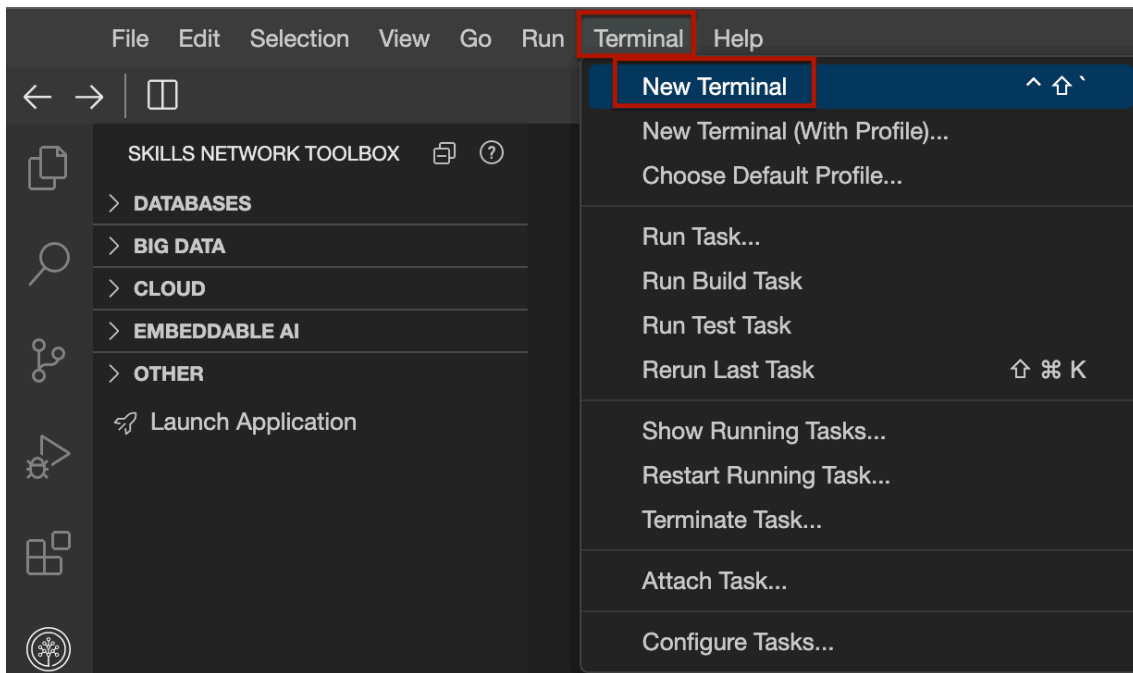 File Edit Selection View Go Run Terminal Help
SKILLS NETWORK TOOLBOX
DATABASES
BIG DATA
CLOUD
EMBEDDABLE AI
OTHER
Launch Application
New Terminal ^ ⇧ `
New Terminal (With Profile)...
Choose Default Profile...
Run Task...
Run Build Task
Run Test Task
Rerun Last Task ⇧ ⌘ K
Show Running Tasks...
Restart Running Task...
Terminate Task...
Attach Task...
Configure Tasks...